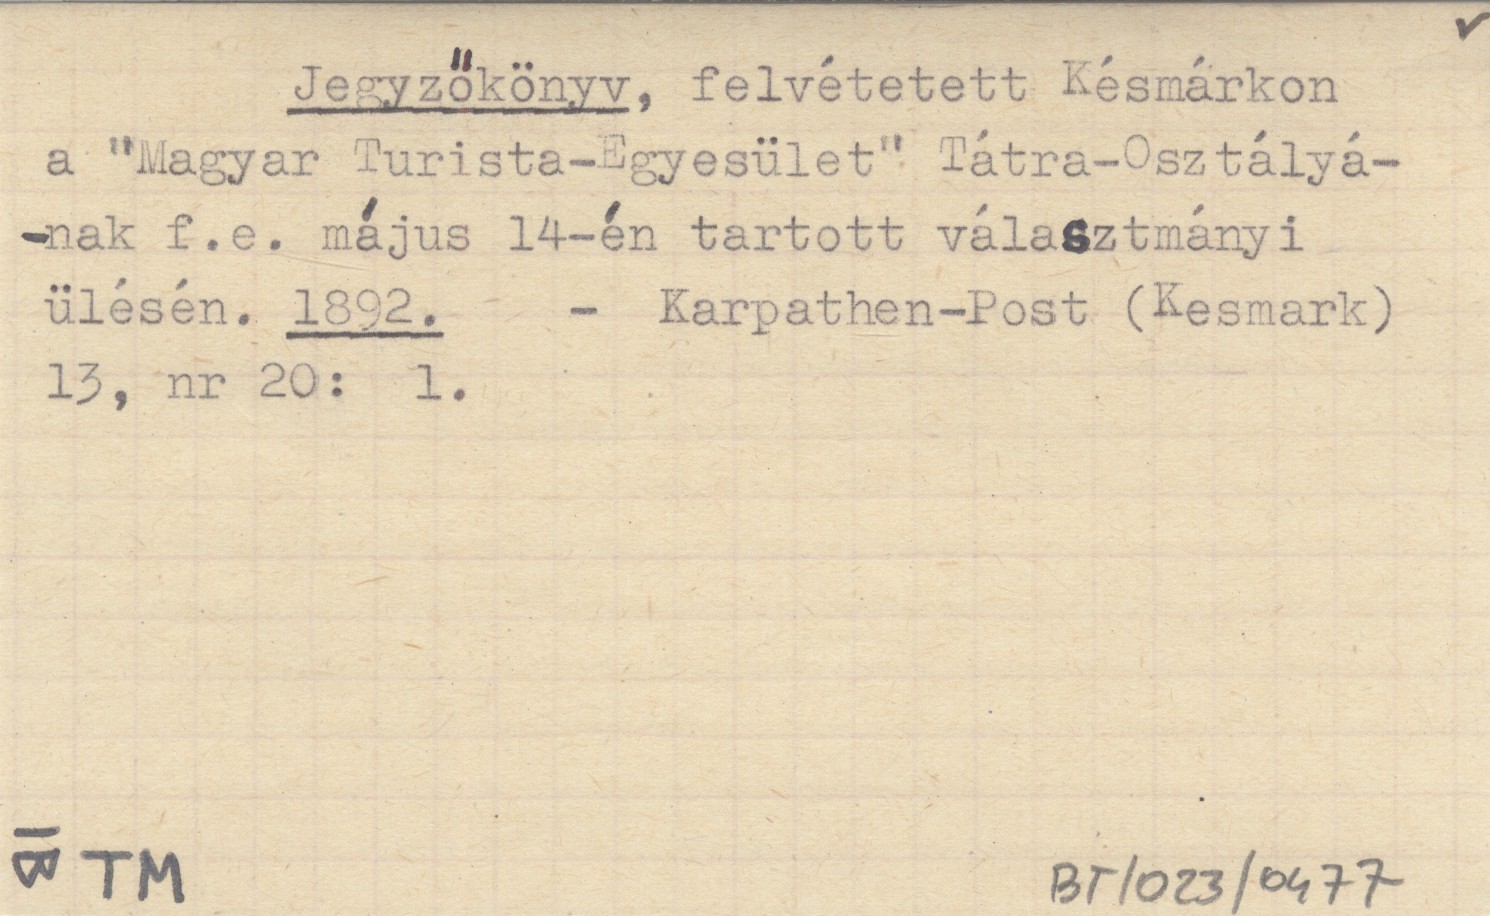 Jegyzőkönyv, felvétetett Késmárkon
a "Magyar Turista-Egyesület" Tátra-Osztályá-
-nak f.e. május 14-én tartott választmányi
ülésén. 1892. - Karpathen-Post (Kesmark)
13, nr 20: 1.
TM
BT/023/0477